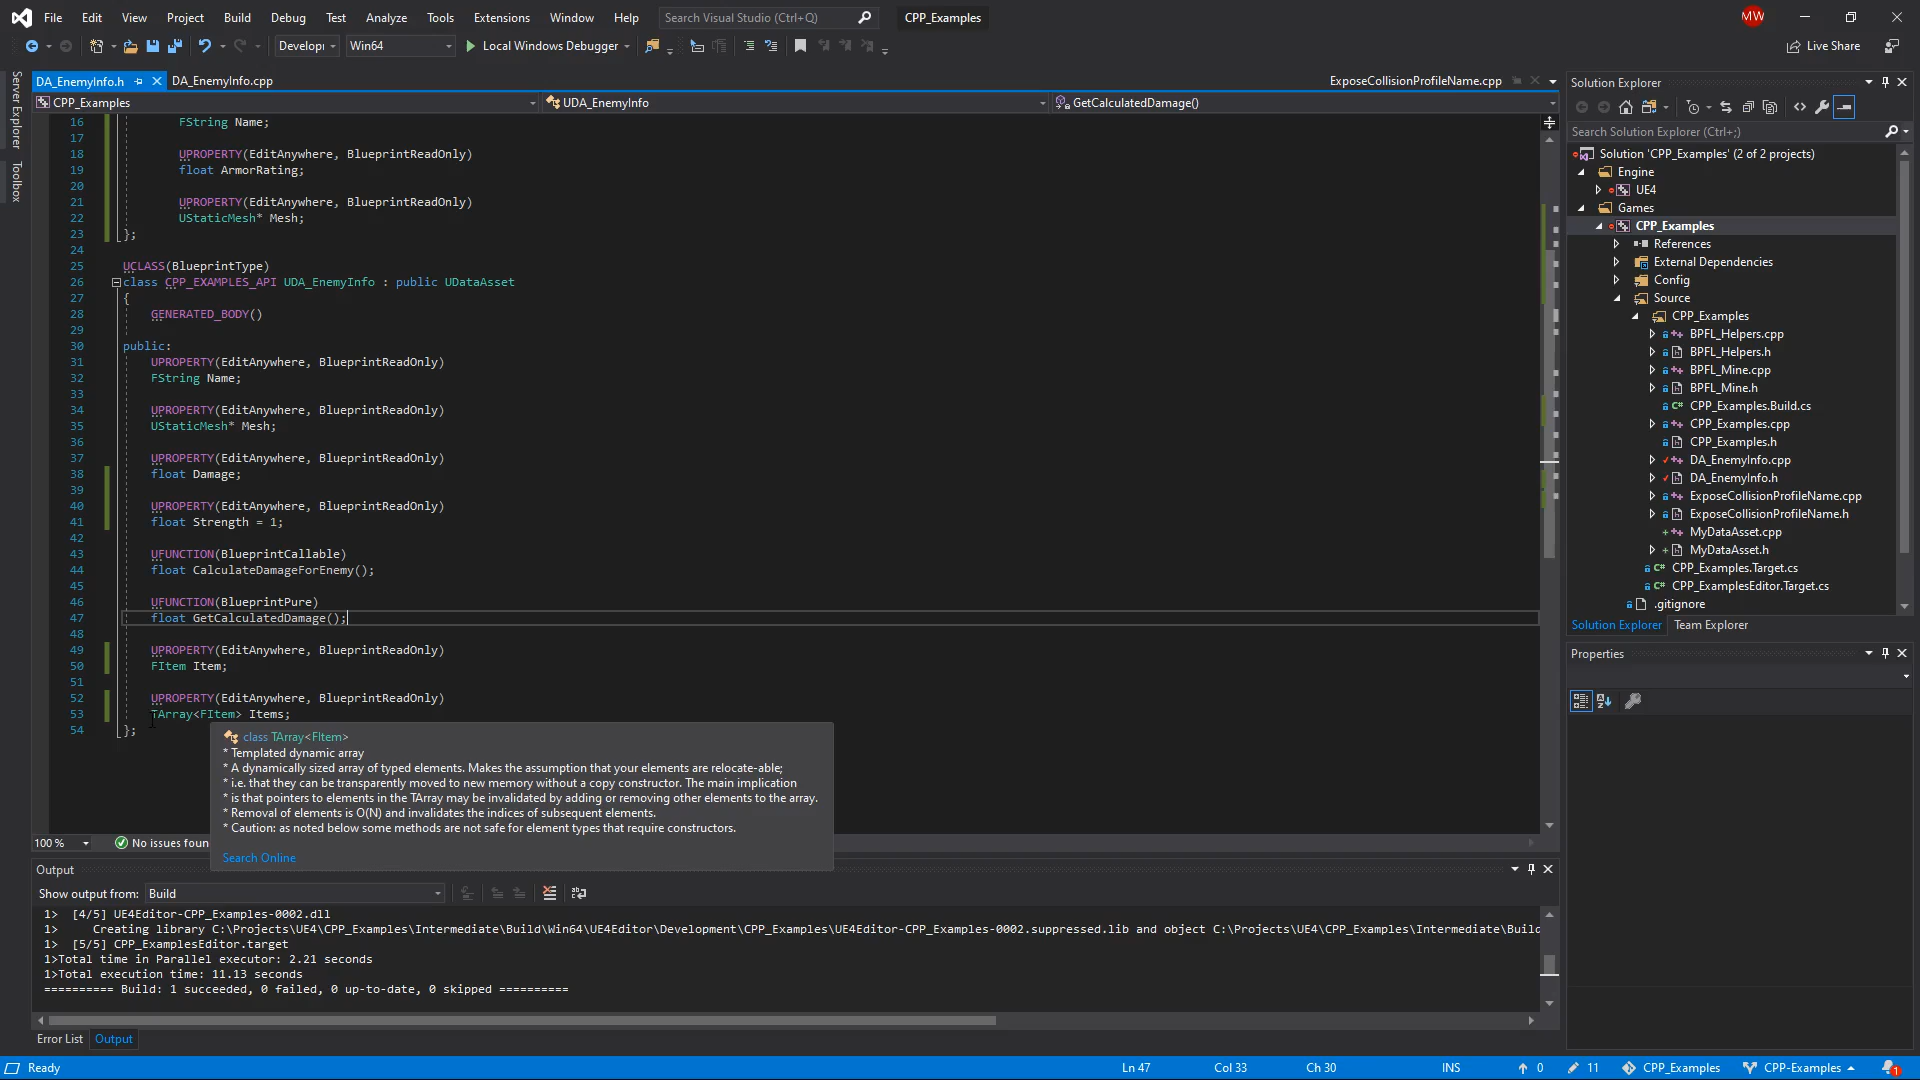 File Edit View Project Build Debug Test Analyze Tools Extensions Window Help Search Visual Studio (Ctrl+Q) CPP_Examples MW
Develop Win64 Local Windows Debugger Live Share
Server Explorer
Toolbox
DA_EnemyInfo.h DA_EnemyInfo.cpp ExposeCollisionProfileName.cpp
CPP_Examples UDA_EnemyInfo GetCalculatedDamage()
16 FString Name;
17
18 UPROPERTY(EditAnywhere, BlueprintReadOnly)
19 float ArmorRating;
20
21 UPROPERTY(EditAnywhere, BlueprintReadOnly)
22 UStaticMesh* Mesh;
23 };
24
25 UCLASS(BlueprintType)
26 class CPP_EXAMPLES_API UDA_EnemyInfo : public UDataAsset
27 {
28 GENERATED_BODY()
29
30 public:
31 UPROPERTY(EditAnywhere, BlueprintReadOnly)
32 FString Name;
33
34 UPROPERTY(EditAnywhere, BlueprintReadOnly)
35 UStaticMesh* Mesh;
36
37 UPROPERTY(EditAnywhere, BlueprintReadOnly)
38 float Damage;
39
40 UPROPERTY(EditAnywhere, BlueprintReadOnly)
41 float Strength = 1;
42
43 UFUNCTION(BlueprintCallable)
44 float CalculateDamageForEnemy();
45
46 UFUNCTION(BlueprintPure)
47 float GetCalculatedDamage();
48
49 UPROPERTY(EditAnywhere, BlueprintReadOnly)
50 FItem Item;
51
52 UPROPERTY(EditAnywhere, BlueprintReadOnly)
53 TArray<FItem> Items;
54 };
class TArray<FItem>
* Templated dynamic array
* A dynamically sized array of typed elements. Makes the assumption that your elements are relocate-able;
* i.e. that they can be transparently moved to new memory without a copy constructor. The main implication
* is that pointers to elements in the TArray may be invalidated by adding or removing other elements to the array.
* Removal of elements is O(N) and invalidates the indices of subsequent elements.
* Caution: as noted below some methods are not safe for element types that require constructors.
Search Online
100 % No issues foun
Output
Show output from: Build
1> [4/5] UE4Editor-CPP_Examples-0002.dll
1> Creating library C:\Projects\UE4\CPP_Examples\Intermediate\Build\Win64\UE4Editor\Development\CPP_Examples\UE4Editor-CPP_Examples-0002.suppressed.lib and object C:\Projects\UE4\CPP_Examples\Intermediate\Build
1> [5/5] CPP_ExamplesEditor.target
1>Total time in Parallel executor: 2.21 seconds
1>Total execution time: 11.13 seconds
========== Build: 1 succeeded, 0 failed, 0 up-to-date, 0 skipped ==========
Error List Output
Solution Explorer
Search Solution Explorer (Ctrl+;)
Solution 'CPP_Examples' (2 of 2 projects)
Engine
UE4
Games
CPP_Examples
References
External Dependencies
Config
Source
CPP_Examples
BPFL_Helpers.cpp
BPFL_Helpers.h
BPFL_Mine.cpp
BPFL_Mine.h
C# CPP_Examples.Build.cs
CPP_Examples.cpp
CPP_Examples.h
DA_EnemyInfo.cpp
DA_EnemyInfo.h
ExposeCollisionProfileName.cpp
ExposeCollisionProfileName.h
MyDataAsset.cpp
MyDataAsset.h
C# CPP_Examples.Target.cs
C# CPP_ExamplesEditor.Target.cs
.gitignore
Solution Explorer Team Explorer
Properties
Ready Ln 47 Col 33 Ch 30 INS 0 11 CPP_Examples CPP-Examples 1